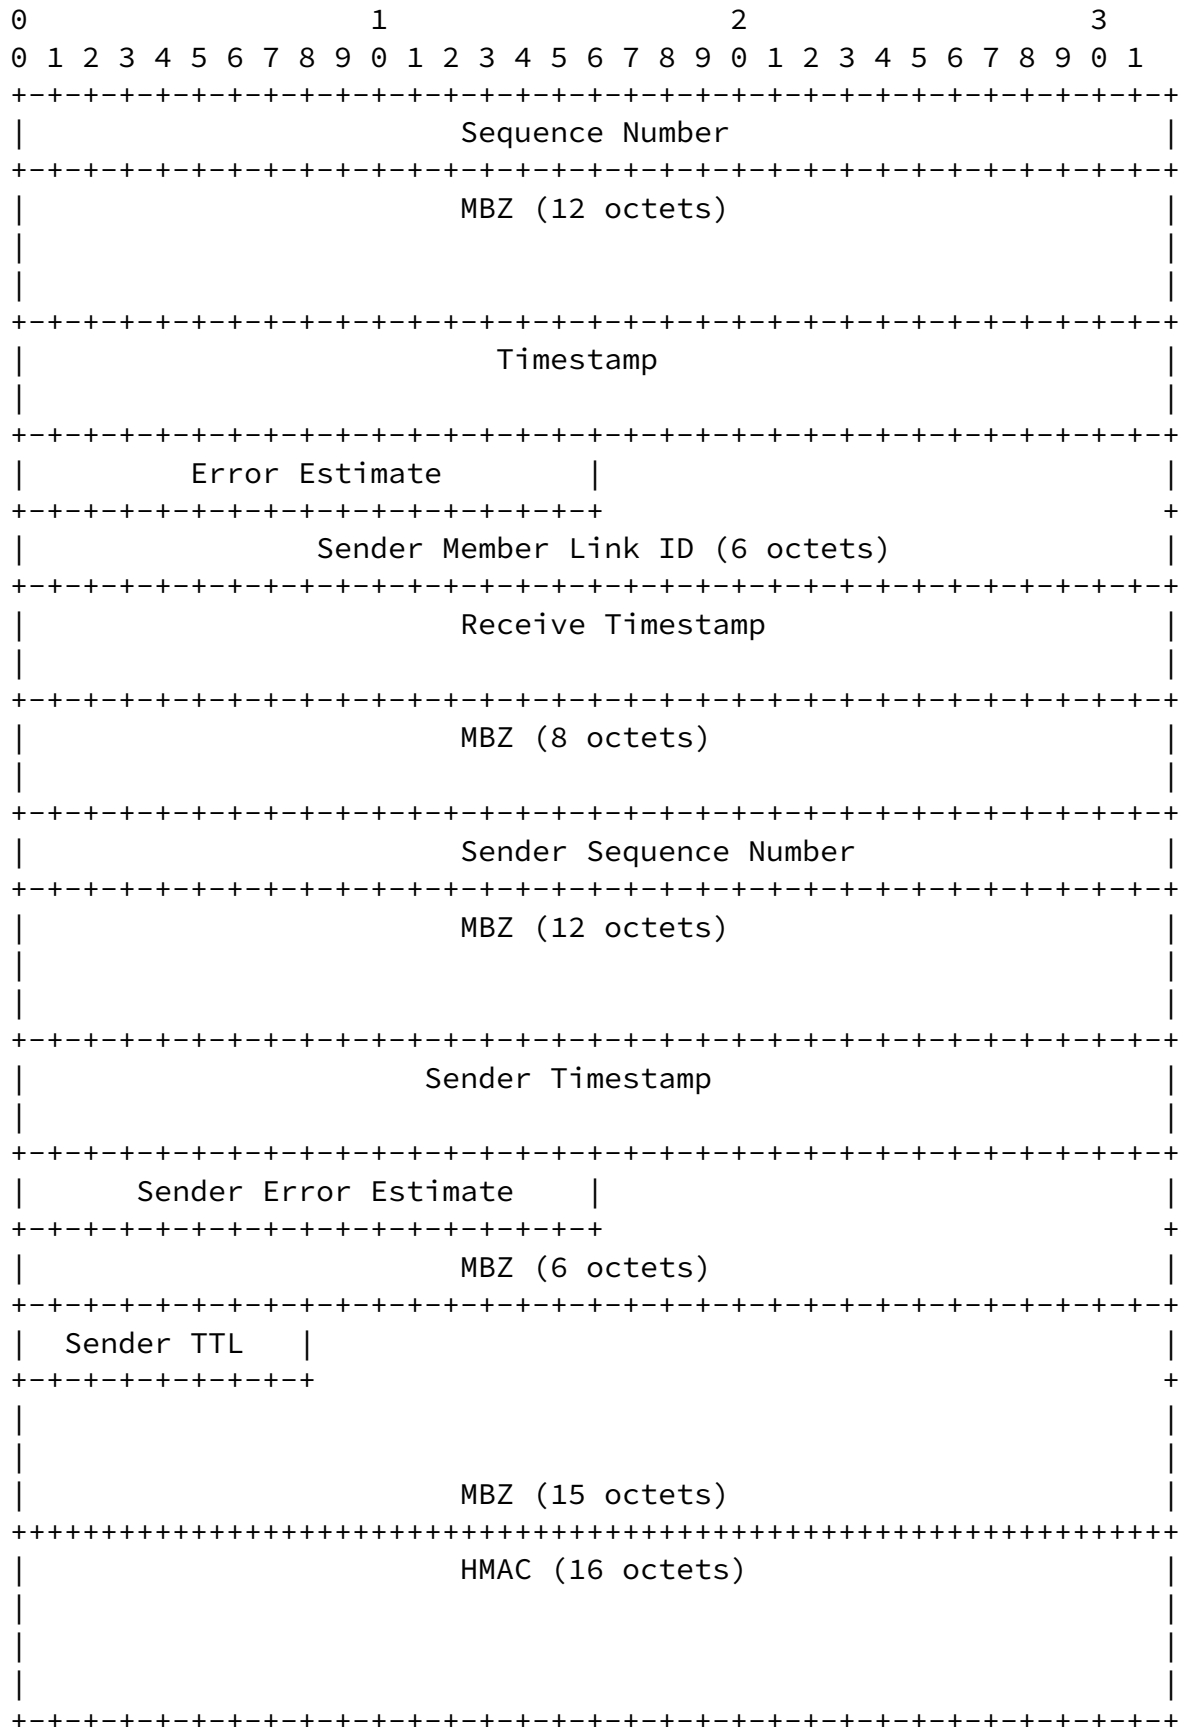 0                   1                   2                   3
0 1 2 3 4 5 6 7 8 9 0 1 2 3 4 5 6 7 8 9 0 1 2 3 4 5 6 7 8 9 0 1
+-+-+-+-+-+-+-+-+-+-+-+-+-+-+-+-+-+-+-+-+-+-+-+-+-+-+-+-+-+-+-+-+
|                        Sequence Number                        |
+-+-+-+-+-+-+-+-+-+-+-+-+-+-+-+-+-+-+-+-+-+-+-+-+-+-+-+-+-+-+-+-+
|                        MBZ (12 octets)                        |
|                                                               |
|                                                               |
+-+-+-+-+-+-+-+-+-+-+-+-+-+-+-+-+-+-+-+-+-+-+-+-+-+-+-+-+-+-+-+-+
|                          Timestamp                            |
|                                                               |
+-+-+-+-+-+-+-+-+-+-+-+-+-+-+-+-+-+-+-+-+-+-+-+-+-+-+-+-+-+-+-+-+
|         Error Estimate        |                               |
+-+-+-+-+-+-+-+-+-+-+-+-+-+-+-+-+                               +
|                Sender Member Link ID (6 octets)               |
+-+-+-+-+-+-+-+-+-+-+-+-+-+-+-+-+-+-+-+-+-+-+-+-+-+-+-+-+-+-+-+-+
|                        Receive Timestamp                      |
|                                                               |
+-+-+-+-+-+-+-+-+-+-+-+-+-+-+-+-+-+-+-+-+-+-+-+-+-+-+-+-+-+-+-+-+
|                        MBZ (8 octets)                         |
|                                                               |
+-+-+-+-+-+-+-+-+-+-+-+-+-+-+-+-+-+-+-+-+-+-+-+-+-+-+-+-+-+-+-+-+
|                        Sender Sequence Number                 |
+-+-+-+-+-+-+-+-+-+-+-+-+-+-+-+-+-+-+-+-+-+-+-+-+-+-+-+-+-+-+-+-+
|                        MBZ (12 octets)                        |
|                                                               |
|                                                               |
+-+-+-+-+-+-+-+-+-+-+-+-+-+-+-+-+-+-+-+-+-+-+-+-+-+-+-+-+-+-+-+-+
|                      Sender Timestamp                         |
|                                                               |
+-+-+-+-+-+-+-+-+-+-+-+-+-+-+-+-+-+-+-+-+-+-+-+-+-+-+-+-+-+-+-+-+
|      Sender Error Estimate    |                               |
+-+-+-+-+-+-+-+-+-+-+-+-+-+-+-+-+                               +
|                        MBZ (6 octets)                         |
+-+-+-+-+-+-+-+-+-+-+-+-+-+-+-+-+-+-+-+-+-+-+-+-+-+-+-+-+-+-+-+-+
|  Sender TTL   |                                               |
+-+-+-+-+-+-+-+-+                                               +
|                                                               |
|                                                               |
|                        MBZ (15 octets)                        |
+++++++++++++++++++++++++++++++++++++++++++++++++++++++++++++++++
|                        HMAC (16 octets)                       |
|                                                               |
|                                                               |
|                                                               |
+-+-+-+-+-+-+-+-+-+-+-+-+-+-+-+-+-+-+-+-+-+-+-+-+-+-+-+-+-+-+-+-+